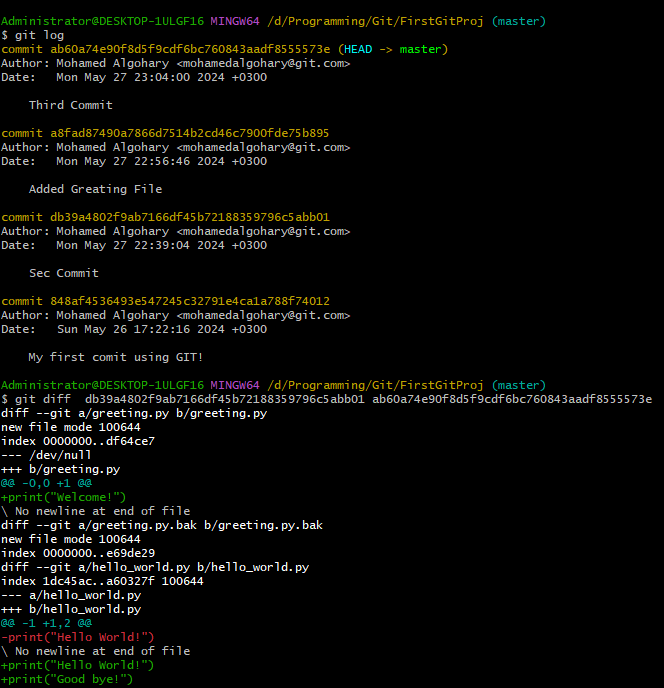 Administrator@DESKTOP-1ULGF16 MINGW64 /d/Programming/Git/FirstGitProj (master)
$ git log
commit ab60a74e90f8d5f9cdf6bc760843aadf8555573e (HEAD -> master)
Author: Mohamed Algohary <mohamedalgohary@git.com>
Date:   Mon May 27 23:04:00 2024 +0300

    Third Commit

commit a8fad87490a7866d7514b2cd46c7900fde75b895
Author: Mohamed Algohary <mohamedalgohary@git.com>
Date:   Mon May 27 22:56:46 2024 +0300

    Added Greating File

commit db39a4802f9ab7166df45b72188359796c5abb01
Author: Mohamed Algohary <mohamedalgohary@git.com>
Date:   Mon May 27 22:39:04 2024 +0300

    Sec Commit

commit 848af4536493e547245c32791e4ca1a788f74012
Author: Mohamed Algohary <mohamedalgohary@git.com>
Date:   Sun May 26 17:22:16 2024 +0300

    My first comit using GIT!

Administrator@DESKTOP-1ULGF16 MINGW64 /d/Programming/Git/FirstGitProj (master)
$ git diff  db39a4802f9ab7166df45b72188359796c5abb01 ab60a74e90f8d5f9cdf6bc760843aadf8555573e
diff --git a/greeting.py b/greeting.py
new file mode 100644
index 0000000..df64ce7
--- /dev/null
+++ b/greeting.py
@@ -0,0 +1 @@
+print("Welcome!")
\ No newline at end of file
diff --git a/greeting.py.bak b/greeting.py.bak
new file mode 100644
index 0000000..e69de29
diff --git a/hello_world.py b/hello_world.py
index 1dc45ac..a60327f 100644
--- a/hello_world.py
+++ b/hello_world.py
@@ -1 +1,2 @@
-print("Hello World!")
\ No newline at end of file
+print("Hello World!")
+print("Good bye!")